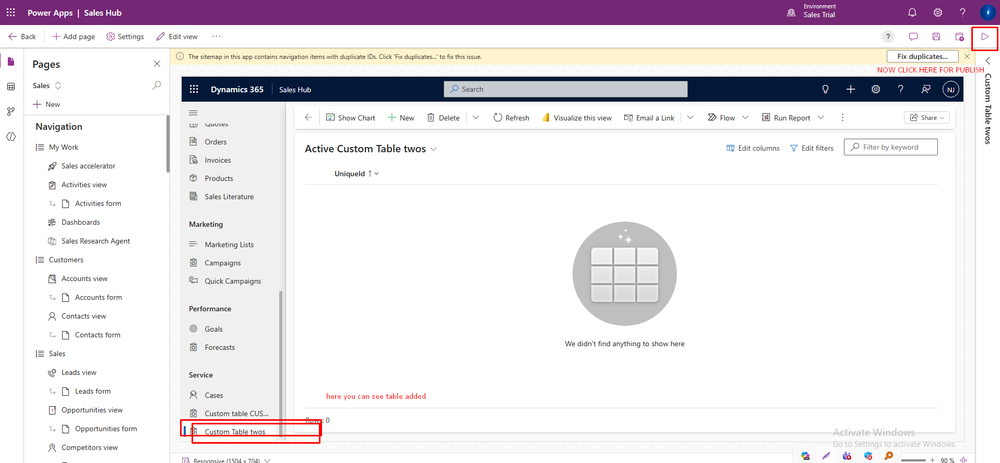 Power Apps | Sales Hub
Environment
Sales Trial
Back
Add page
Settings
Edit view
The sitemap in this app contains navigation items with duplicate IDs. Click 'Fix duplicates...' to fix this issue.
Fix duplicates...
NOW CLICK HERE FOR PUBLISH
Custom Table twos
Pages
Sales
New
Navigation
My Work
Sales accelerator
Activities view
Activities form
Dashboards
Sales Research Agent
Customers
Accounts view
Accounts form
Contacts view
Contacts form
Sales
Leads view
Leads form
Opportunities view
Opportunities form
Competitors view
Dynamics 365
Sales Hub
Search
NJ
Quotes
Orders
Invoices
Products
Sales Literature
Marketing
Marketing Lists
Campaigns
Quick Campaigns
Performance
Goals
Forecasts
Service
Cases
Custom table CUS...
Custom Table twos
Show Chart
New
Delete
Refresh
Visualize this view
Email a Link
Flow
Run Report
Share
Active Custom Table twos
Edit columns
Edit filters
Filter by keyword
UniqueId
We didn't find anything to show here
here you can see table added
Rows: 0
Activate Windows
Go to Settings to activate Windows.
Responsive (1504 x 704)
90 %